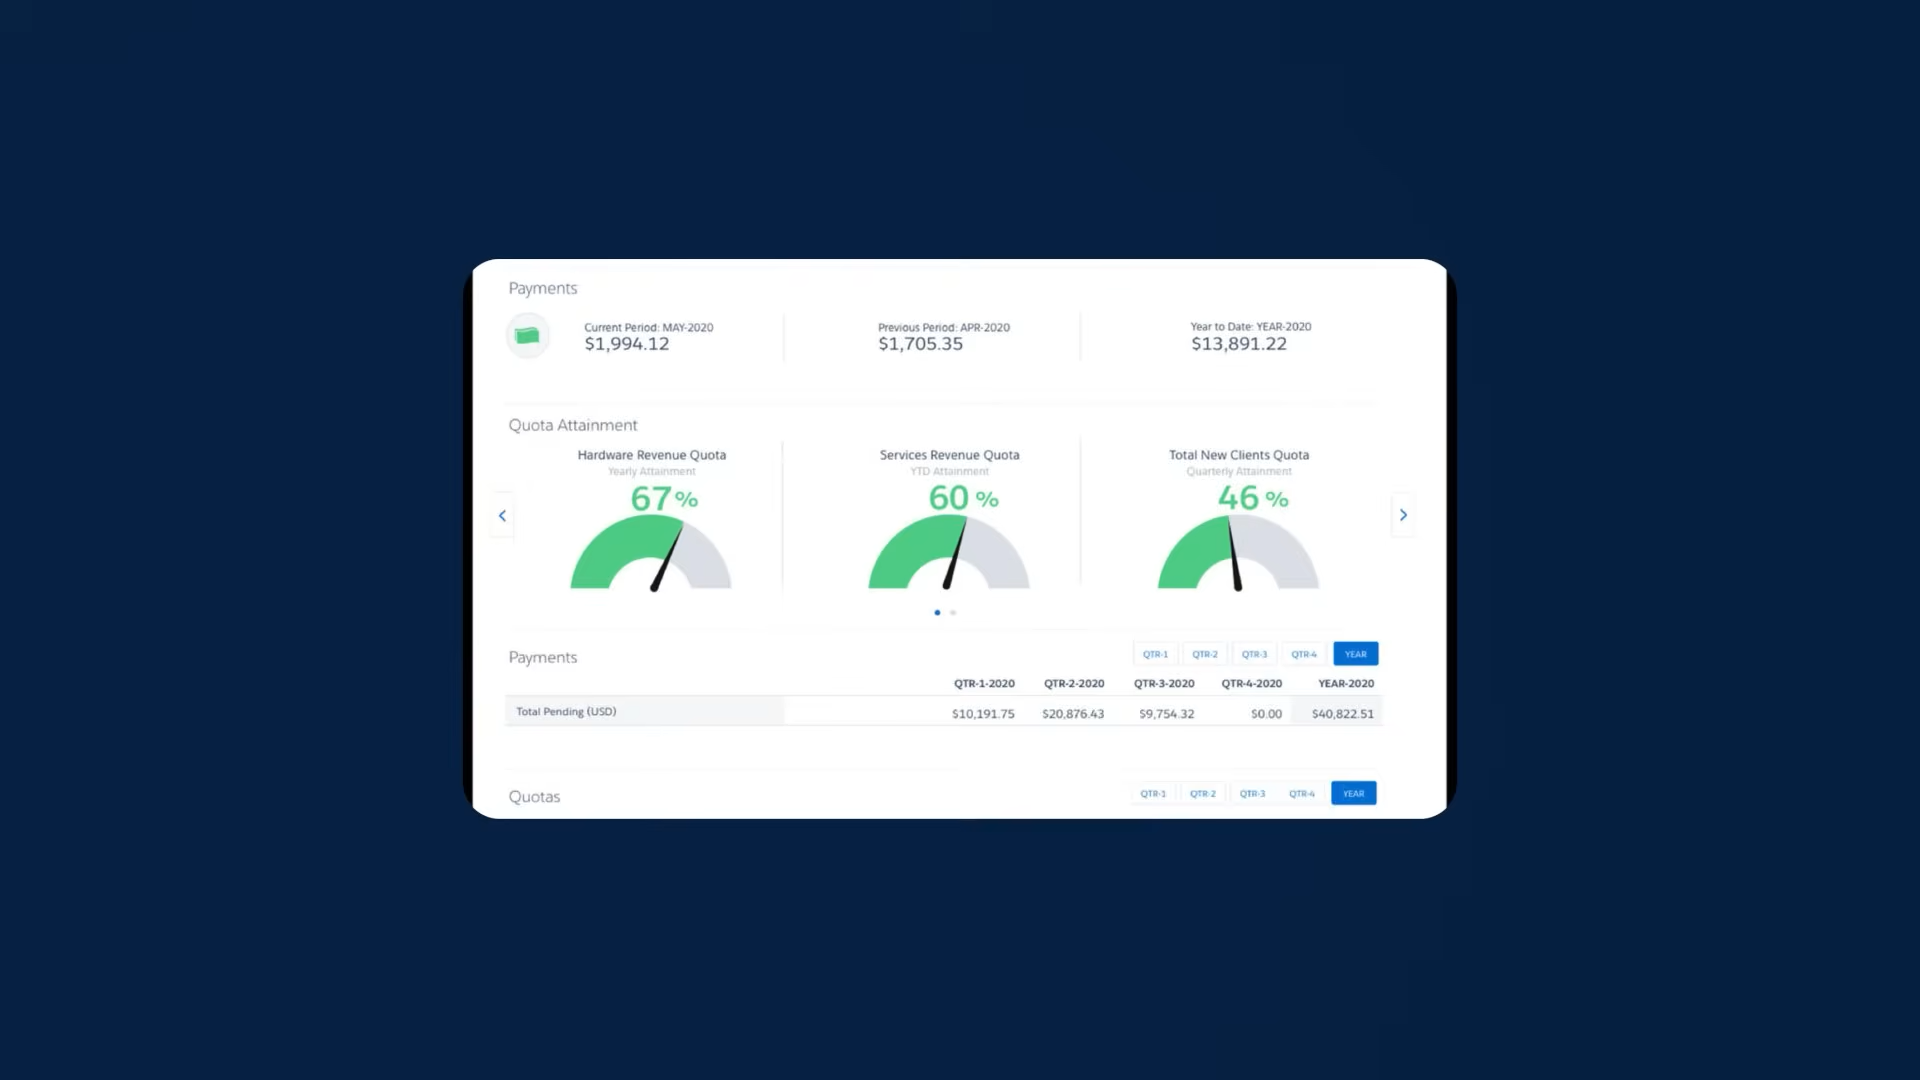 Payments
Current Period: MAY-2020
$1,994.12
Previous Period: APR-2020
$1,705.35
Year to Date: YEAR-2020
$13,891.22
Quota Attainment
Hardware Revenue Quota
Yearly Attainment
67%
Services Revenue Quota
YTD Attainment
60 %
Total New Clients Quota
Quarterly Attainment
46 %
Payments
QTR-1 QTR-2 QTR-3 QTR-4 YEAR
QTR-1-2020 QTR-2-2020 QTR-3-2020 QTR-4-2020 YEAR-2020
Total Pending (USD) $10,191.75 $20,876.43 $9,754.32 $0.00 $40,822.51
Quotas
QTR-1 QTR-2 QTR-3 QTR-4 YEAR